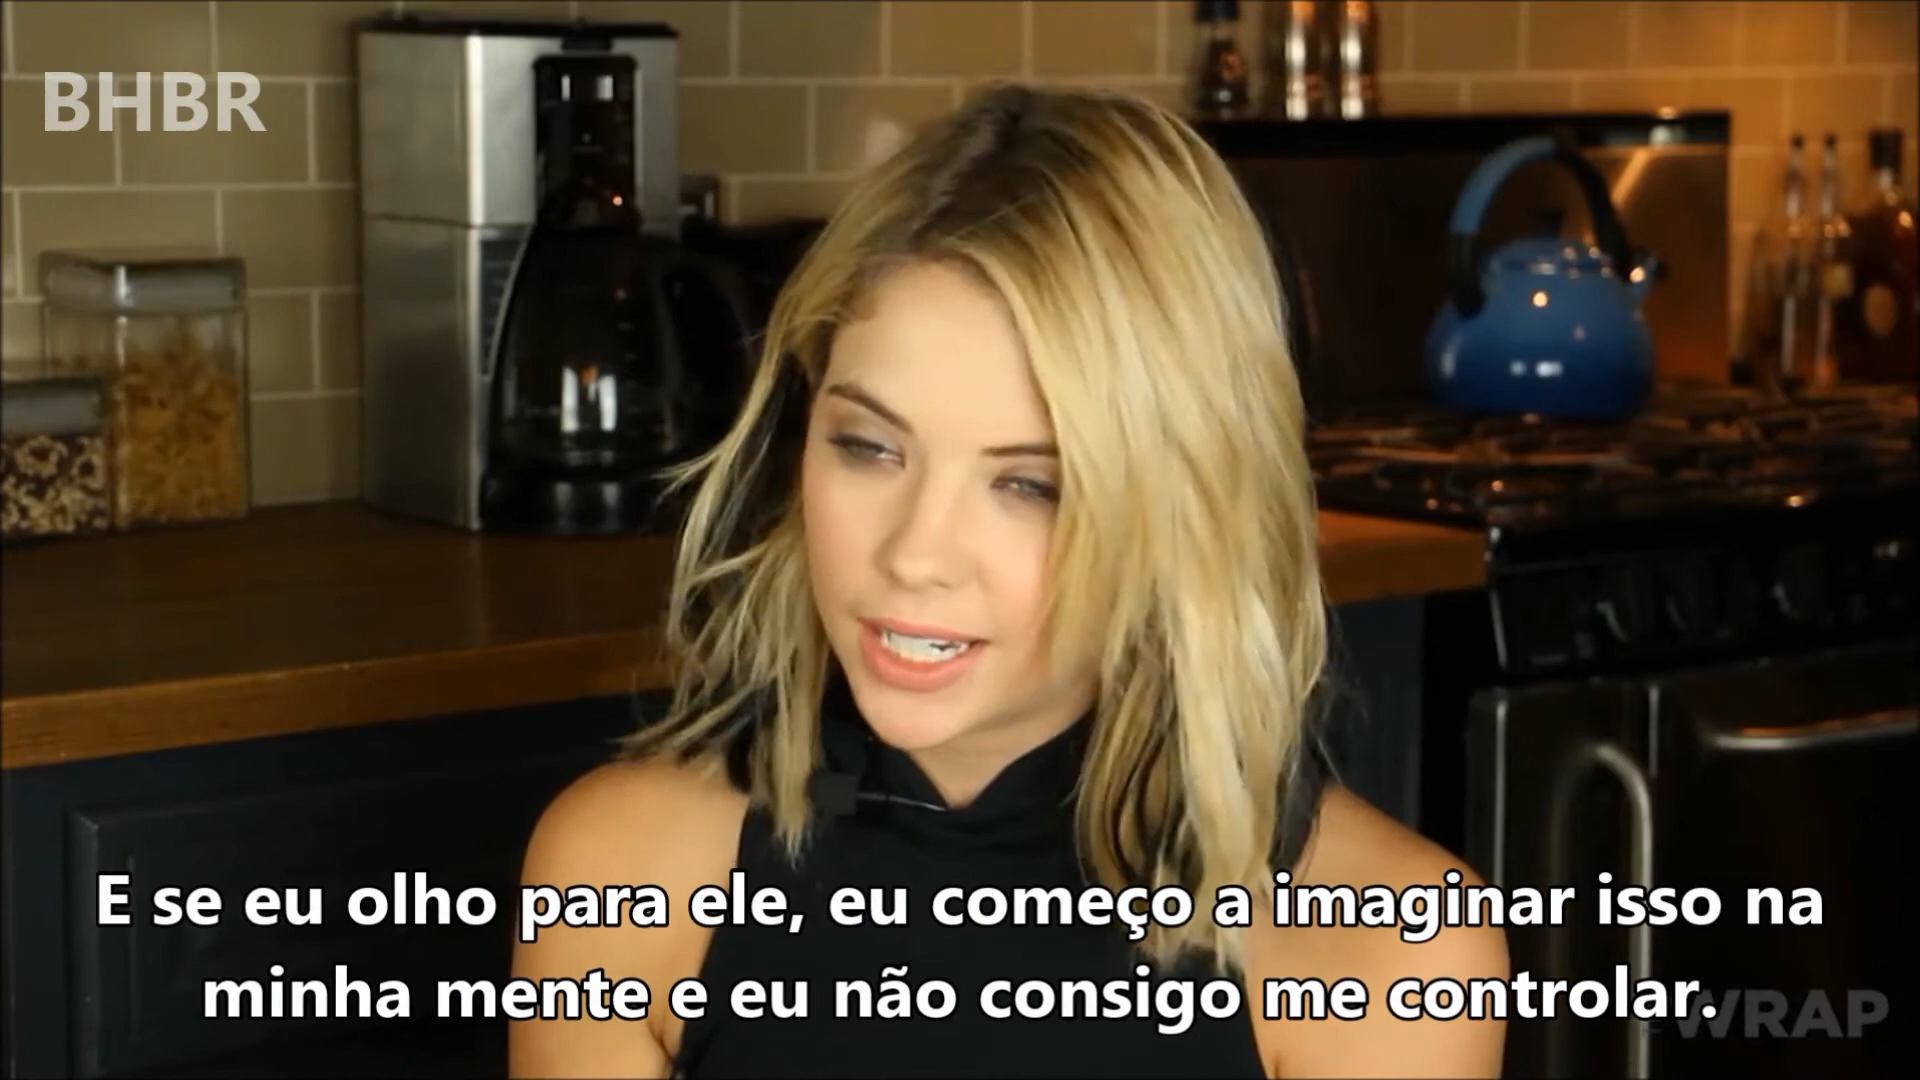 BHBR
E se eu olho para ele, eu começo a imaginar isso na
minha mente e eu não consigo me controlar.
WRAP